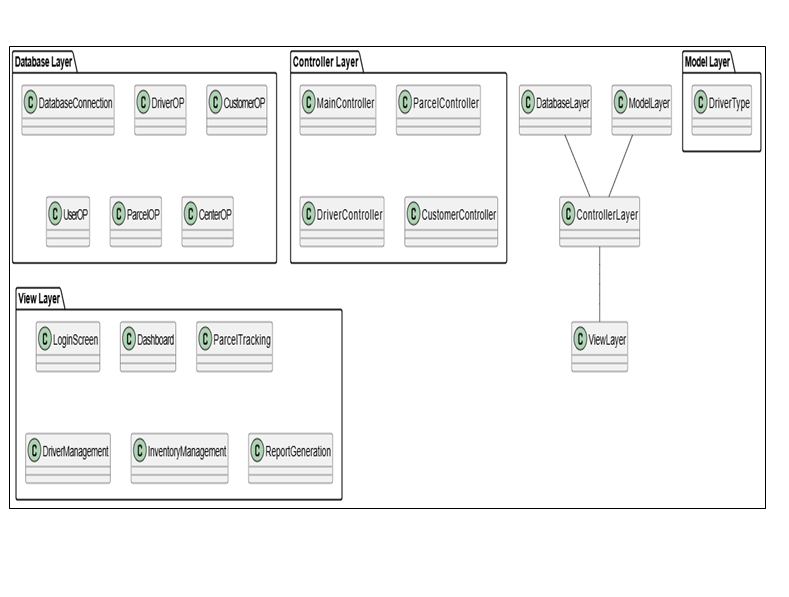 Database Layer
C DatabaseConnection
C DriverOP
C CustomerOP
C UserOP
C ParcelOP
C CenterOP
Controller Layer
C MainController
C ParcelController
C DriverController
C CustomerController
C DatabaseLayer
C ModelLayer
C ControllerLayer
C ViewLayer
Model Layer
C DriverType
View Layer
C LoginScreen
C Dashboard
C ParcelTracking
C DriverManagement
C InventoryManagement
C ReportGeneration